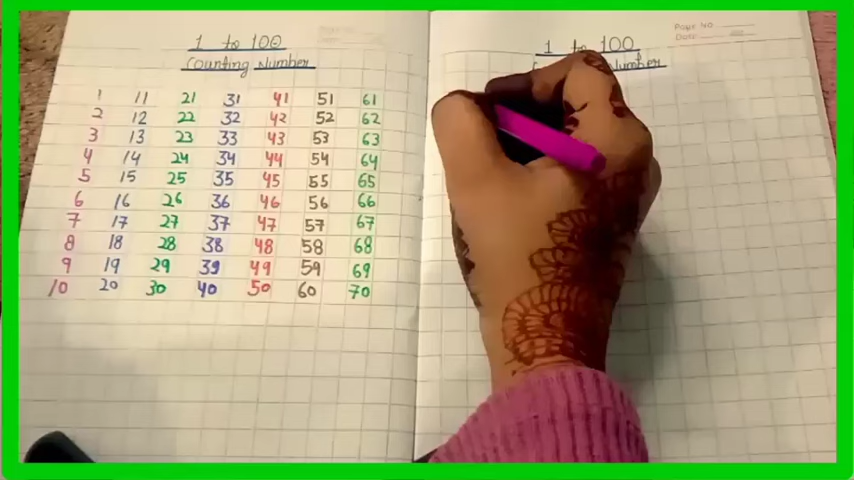 1 to 100
Counting Number
1 11 21 31 41 51 61
2 12 22 32 42 52 62
3 13 23 33 43 53 63
4 14 24 34 44 54 64
5 15 25 35 45 55 65
6 16 26 36 46 56 66
7 17 27 37 47 57 67
8 18 28 38 48 58 68
9 19 29 39 49 59 69
10 20 30 40 50 60 70
Page No
Date:
1 to 100
Number